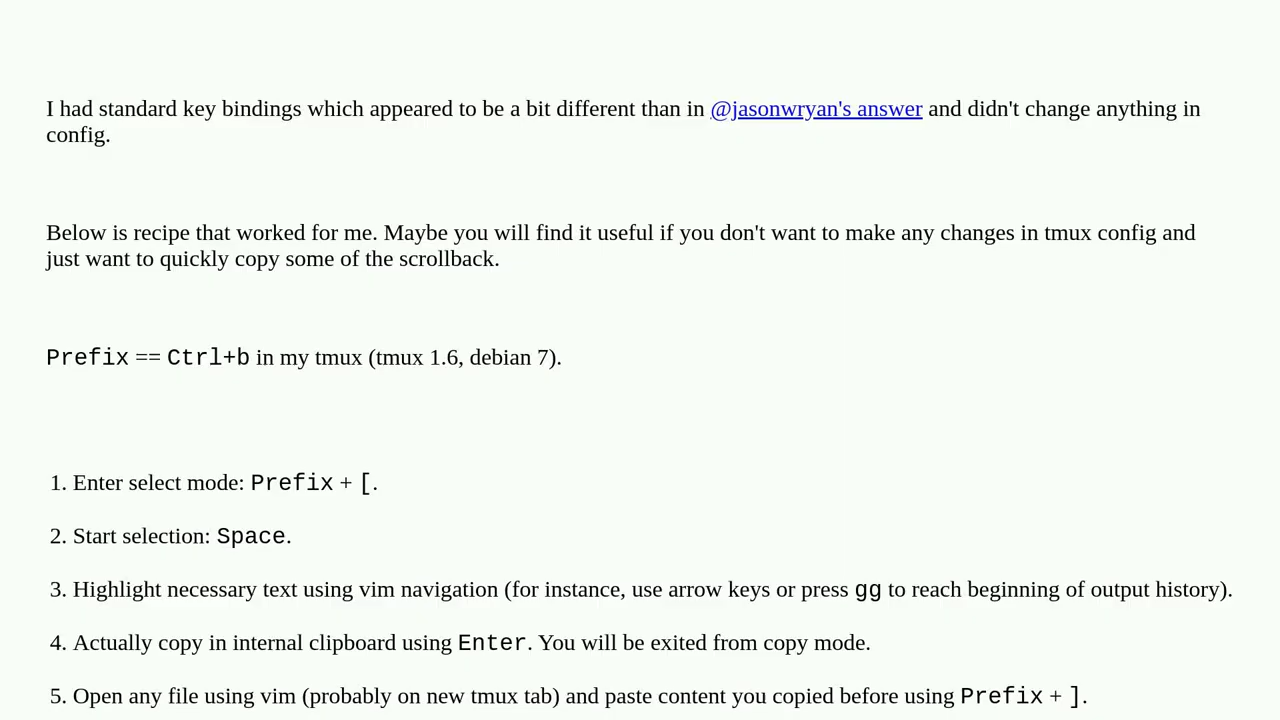 I had standard key bindings which appeared to be a bit different than in @jasonwryan's answer and didn't change anything in
config.
Below is recipe that worked for me. Maybe you will find it useful if you don't want to make any changes in tmux config and
just want to quickly copy some of the scrollback.
Prefix == Ctrl+b in my tmux (tmux 1.6, debian 7).
1. Enter select mode: Prefix + [.
2. Start selection: Space.
3. Highlight necessary text using vim navigation (for instance, use arrow keys or press gg to reach beginning of output history).
4. Actually copy in internal clipboard using Enter. You will be exited from copy mode.
5. Open any file using vim (probably on new tmux tab) and paste content you copied before using Prefix + ].